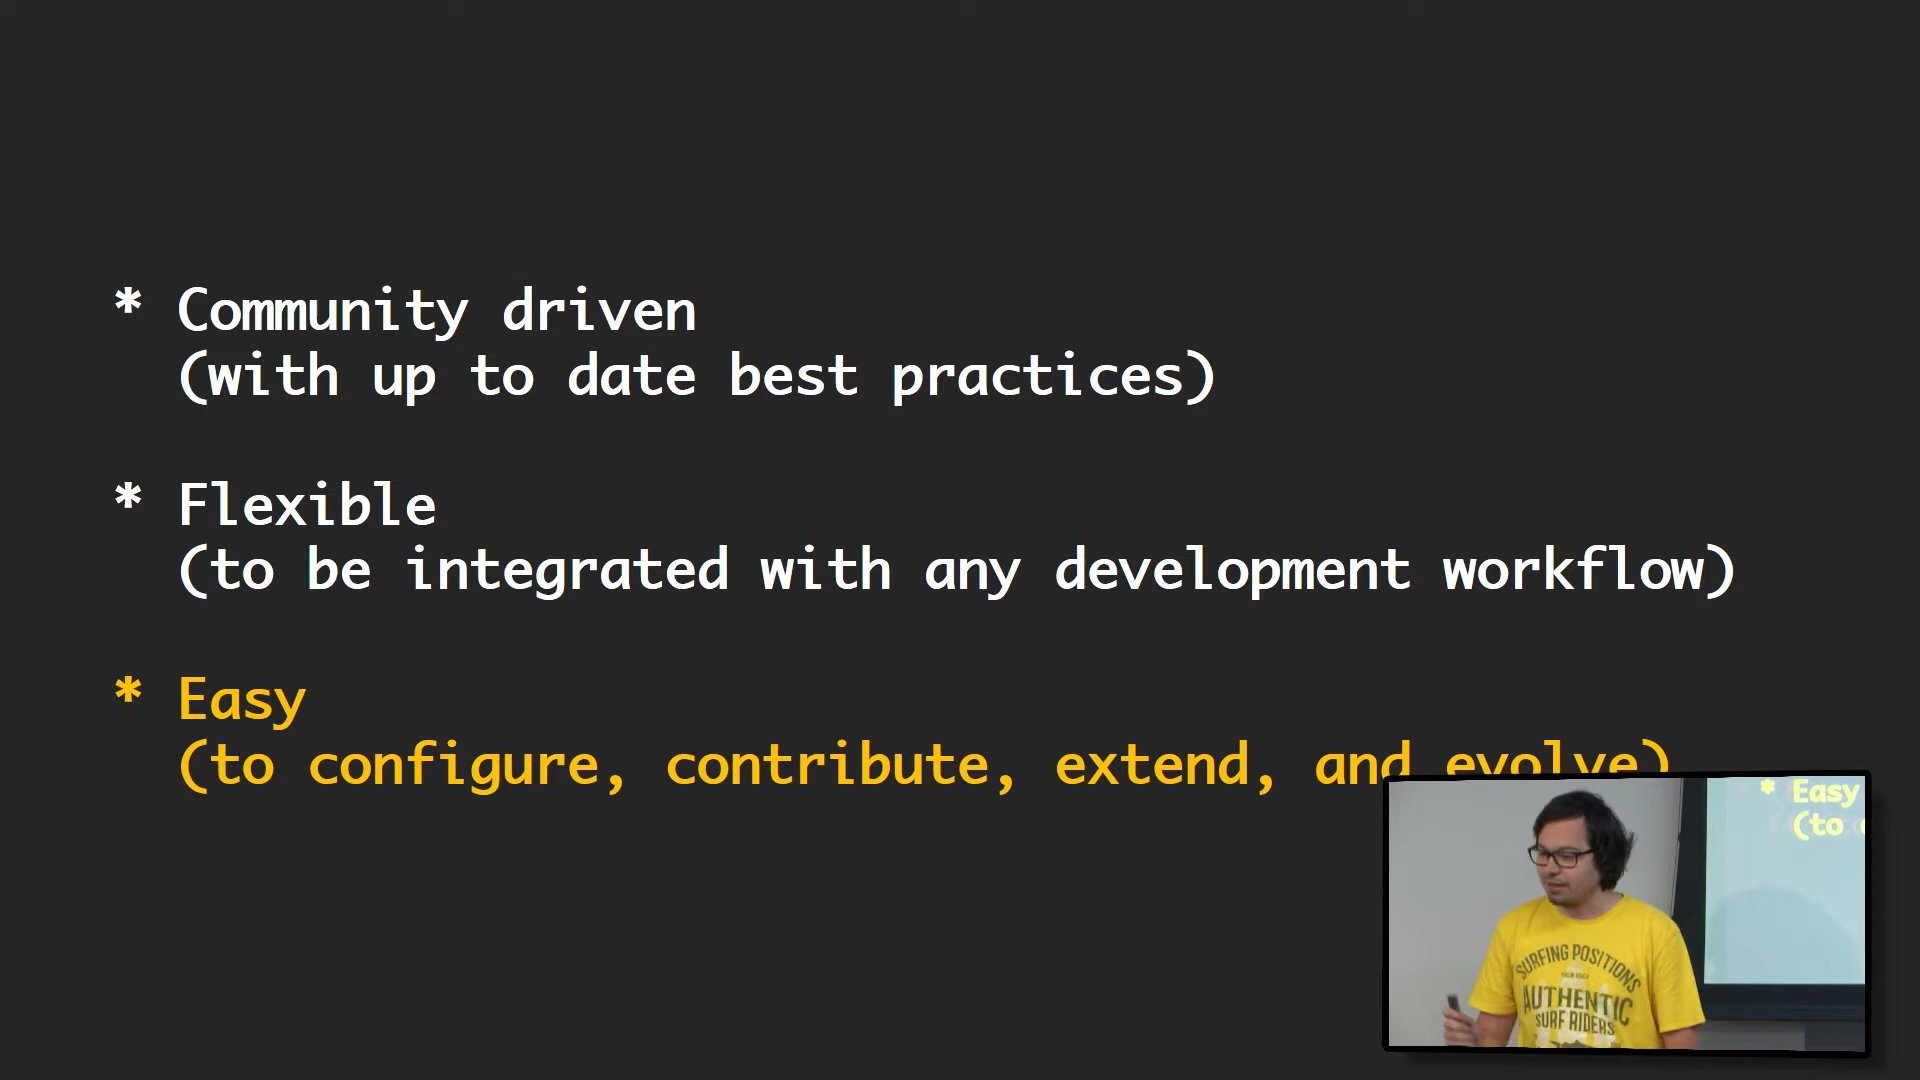 * Community driven
(with up to date best practices)
* Flexible
(to be integrated with any development workflow)
* Easy
(to configure, contribute, extend, and evolve)
* Easy
(to
SURFING POSITIONS
AUTHENTIC
SURF RIDERS